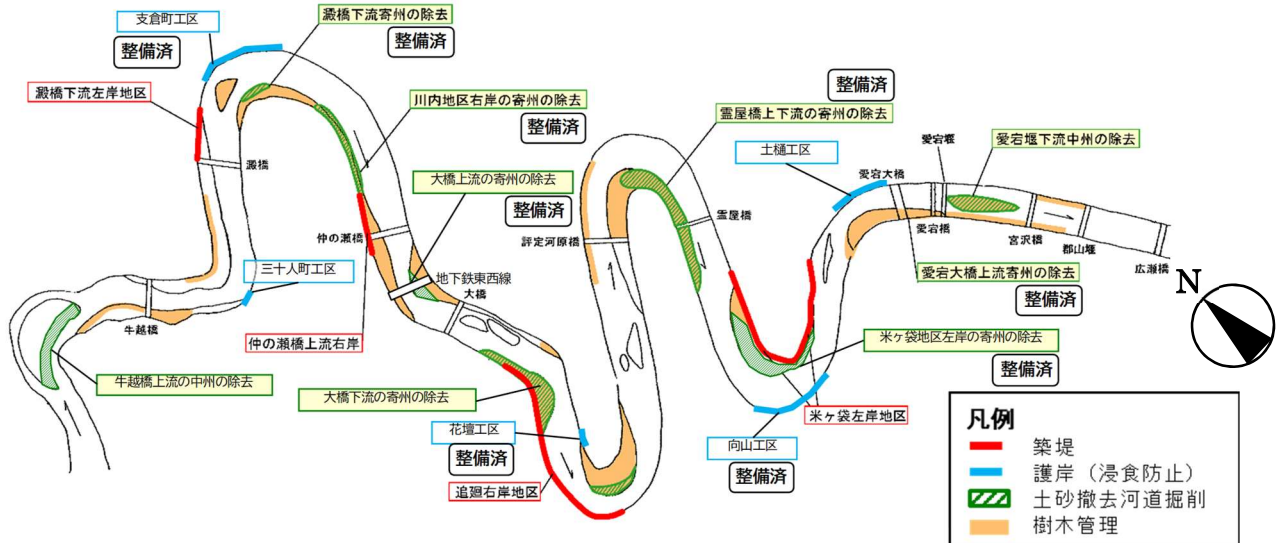 支倉町工区
整備済
澱橋下流寄州の除去
整備済
澱橋下流左岸地区
川内地区右岸の寄州の除去
整備済
整備済
霊屋橋上下流の寄州の除去
土樋工区
愛宕堰
愛宕堰下流中州の除去
愛宕大橋
澱橋
大橋上流の寄州の除去
整備済
仲の瀬橋
地下鉄東西線
大橋
評定河原橋
霊屋橋
愛宕橋
宮沢橋
郡山堰
広瀬橋
三十人町工区
牛越橋
仲の瀬橋上流右岸
愛宕大橋上流寄州の除去
整備済
N
牛越橋上流の中州の除去
大橋下流の寄州の除去
米ヶ袋地区左岸の寄州の除去
整備済
花壇工区
整備済
追廻右岸地区
向山工区
整備済
米ヶ袋左岸地区
凡例
築堤
護岸（浸食防止）
土砂撤去河道掘削
樹木管理